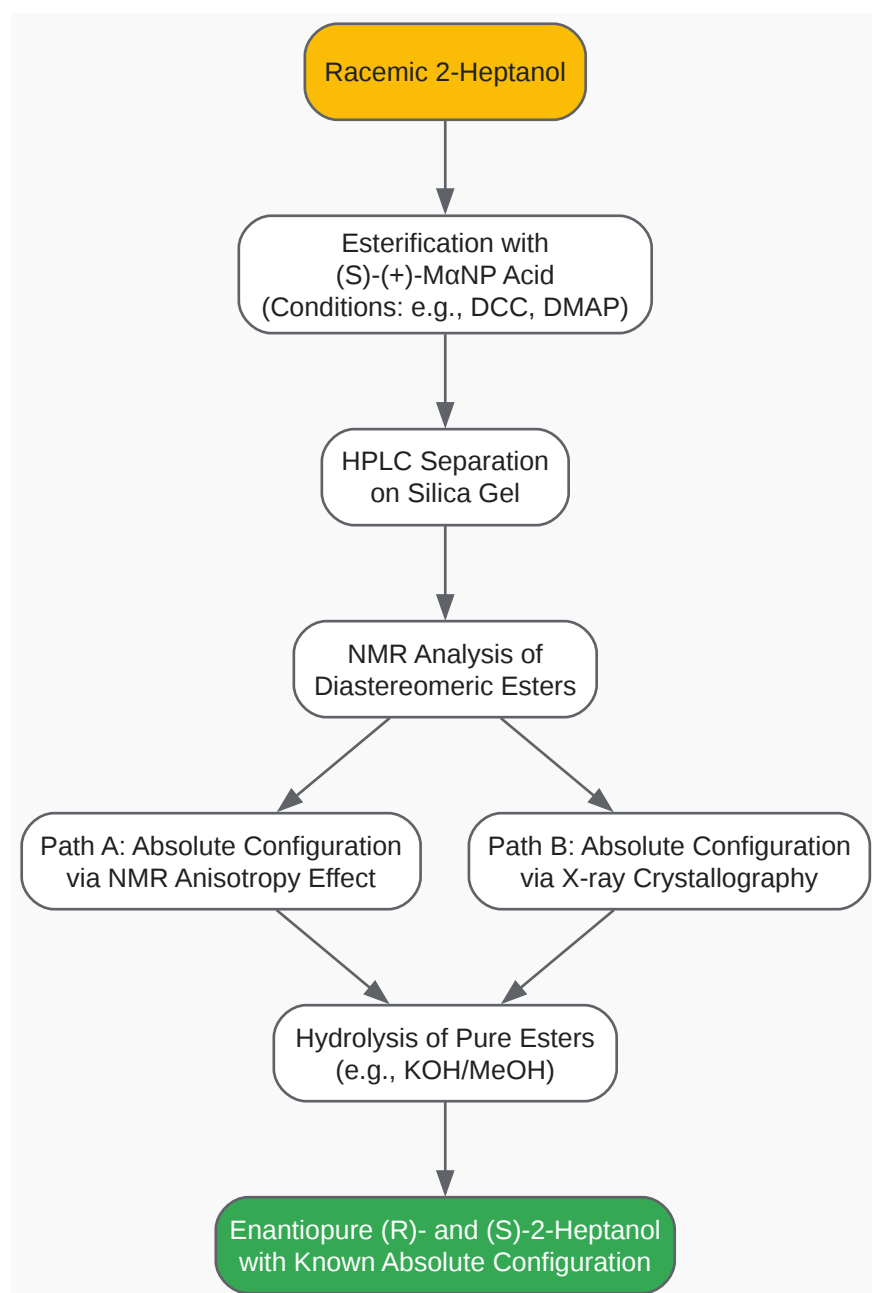 Racemic 2-Heptanol
Esterification with
(S)-(+)-MαNP Acid
(Conditions: e.g., DCC, DMAP)
HPLC Separation
on Silica Gel
NMR Analysis of
Diastereomeric Esters
Path A: Absolute Configuration
via NMR Anisotropy Effect
Path B: Absolute Configuration
via X-ray Crystallography
Hydrolysis of Pure Esters
(e.g., KOH/MeOH)
Enantiopure (R)- and (S)-2-Heptanol
with Known Absolute Configuration